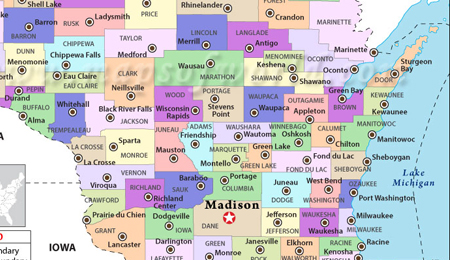 Shell Lake
BARRON
Barron
RUSK
Ladysmith
PRICE
Rhinelander
FOREST
Crandon
MARINETTE
DUNN
Menomonie
CHIPPEWA
Chippewa Falls
TAYLOR
Medford
LINCOLN
Merrill
LANGLADE
Antigo
OCONTO
Marinette
MENOMINEE
Keshena
SHAWANO
Shawano
Oconto
DOOR
Sturgeon
Bay
PEPIN
Durand
EAU CLAIRE
Eau Claire
CLARK
Neillsville
Wausau
MARATHON
BUFFALO
Alma
Whitehall
TREMPEALEAU
Black River Falls
JACKSON
WOOD
Wisconsin
Rapids
PORTAGE
Stevens
Point
WAUPACA
Waupaca
OUTAGAMIE
Appleton
Green Bay
BROWN
KEWAUNEE
Kewaunee
LA CROSSE
La Crosse
Sparta
MONROE
JUNEAU
Mauston
ADAMS
Friendship
WAUSHARA
Wautoma
WINNEBAGO
Oshkosh
CALUMET
Chilton
MANITOWOC
Manitowoc
MARQUETTE
Montello
Green Lake
GREEN LAKE
Fond du Lac
FOND DU LAC
SHEBOYGAN
Sheboygan
VERNON
Viroqua
RICHLAND
Richland
Center
SAUK
Baraboo
Portage
COLUMBIA
Juneau
DODGE
West Bend
WASHINGTON
OZAUKEE
Port Washington
Lake
Michigan
CRAWFORD
Prairie du Chien
Dodgeville
IOWA
Madison
DANE
Jefferson
JEFFERSON
WAUKESHA
Waukesha
MILWAUKEE
Milwaukee
GRANT
Lancaster
Darlington
LAFAYETTE
GREEN
Monroe
Janesville
ROCK
Elkhorn
WALWORTH
RACINE
Racine
Kenosha
KENOSHA
IOWA